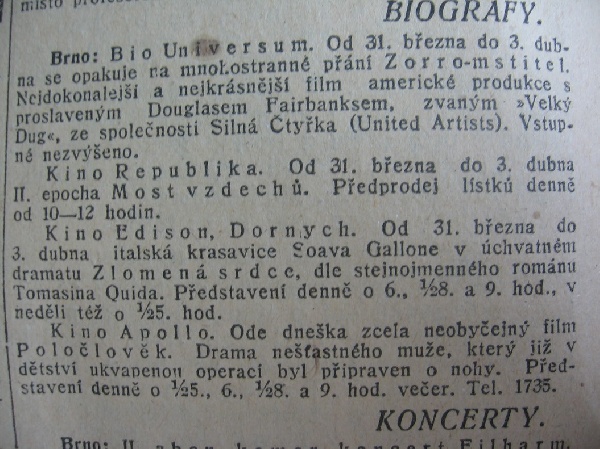 BIOGRAFY.
Brno: Bio Universum. Od 31. března do 3. dub-
na se opakuje na mnohostranné přání Zorro-mstitel.
Nejdokonalejší a nejkrásnější film americké produkce s
proslaveným Douglasem Fairbanksem, zvaným »Velký
Dug«, ze společnosti Silná Čtyřka (United Artists). Vstup-
né nezvýšeno.
Kino Republika. Od 31. března do 3. dubna
II. epocha Most vzdechů. Předprodej lístků denně
od 10—12 hodin.
Kino Edison, Dornych. Od 31. března do
3. dubna italská krasavice Soava Gallone v úchvatném
dramatu Zlomená srdce, dle stejnojmenného románu
Tomasina Quida. Představení denně o 6., ½8. a 9. hod., v
neděli též o ½5. hod.
Kino Apollo. Ode dneška zcela neobyčejný film
Poločlověk. Drama nešťastného muže, který již v
dětství ukvapenou operací byl připraven o nohy. Před-
stavení denně o ½5., 6., ½8. a 9. hod. večer. Tel. 1735.
KONCERTY.
Brno: II. abon. komor. koncert Filharm.